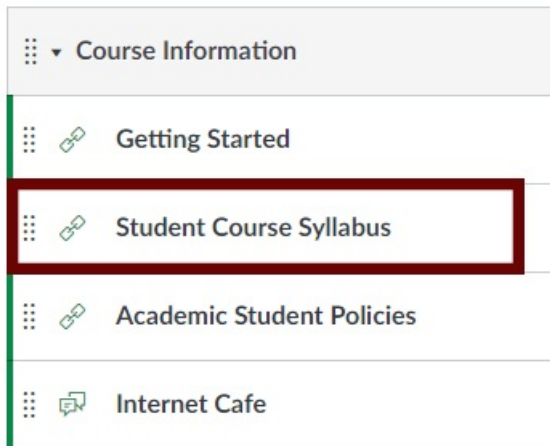 Course Information
Getting Started
Student Course Syllabus
Academic Student Policies
Internet Cafe